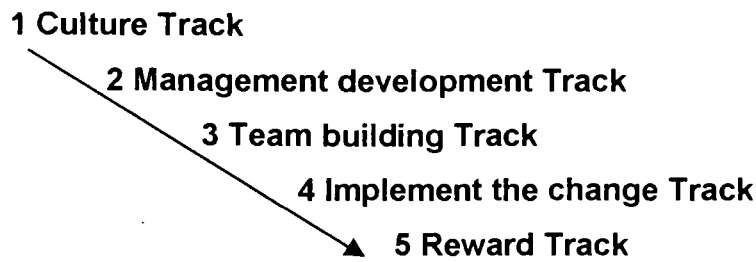 1 Culture Track
2 Management development Track
3 Team building Track
4 Implement the change Track
5 Reward Track